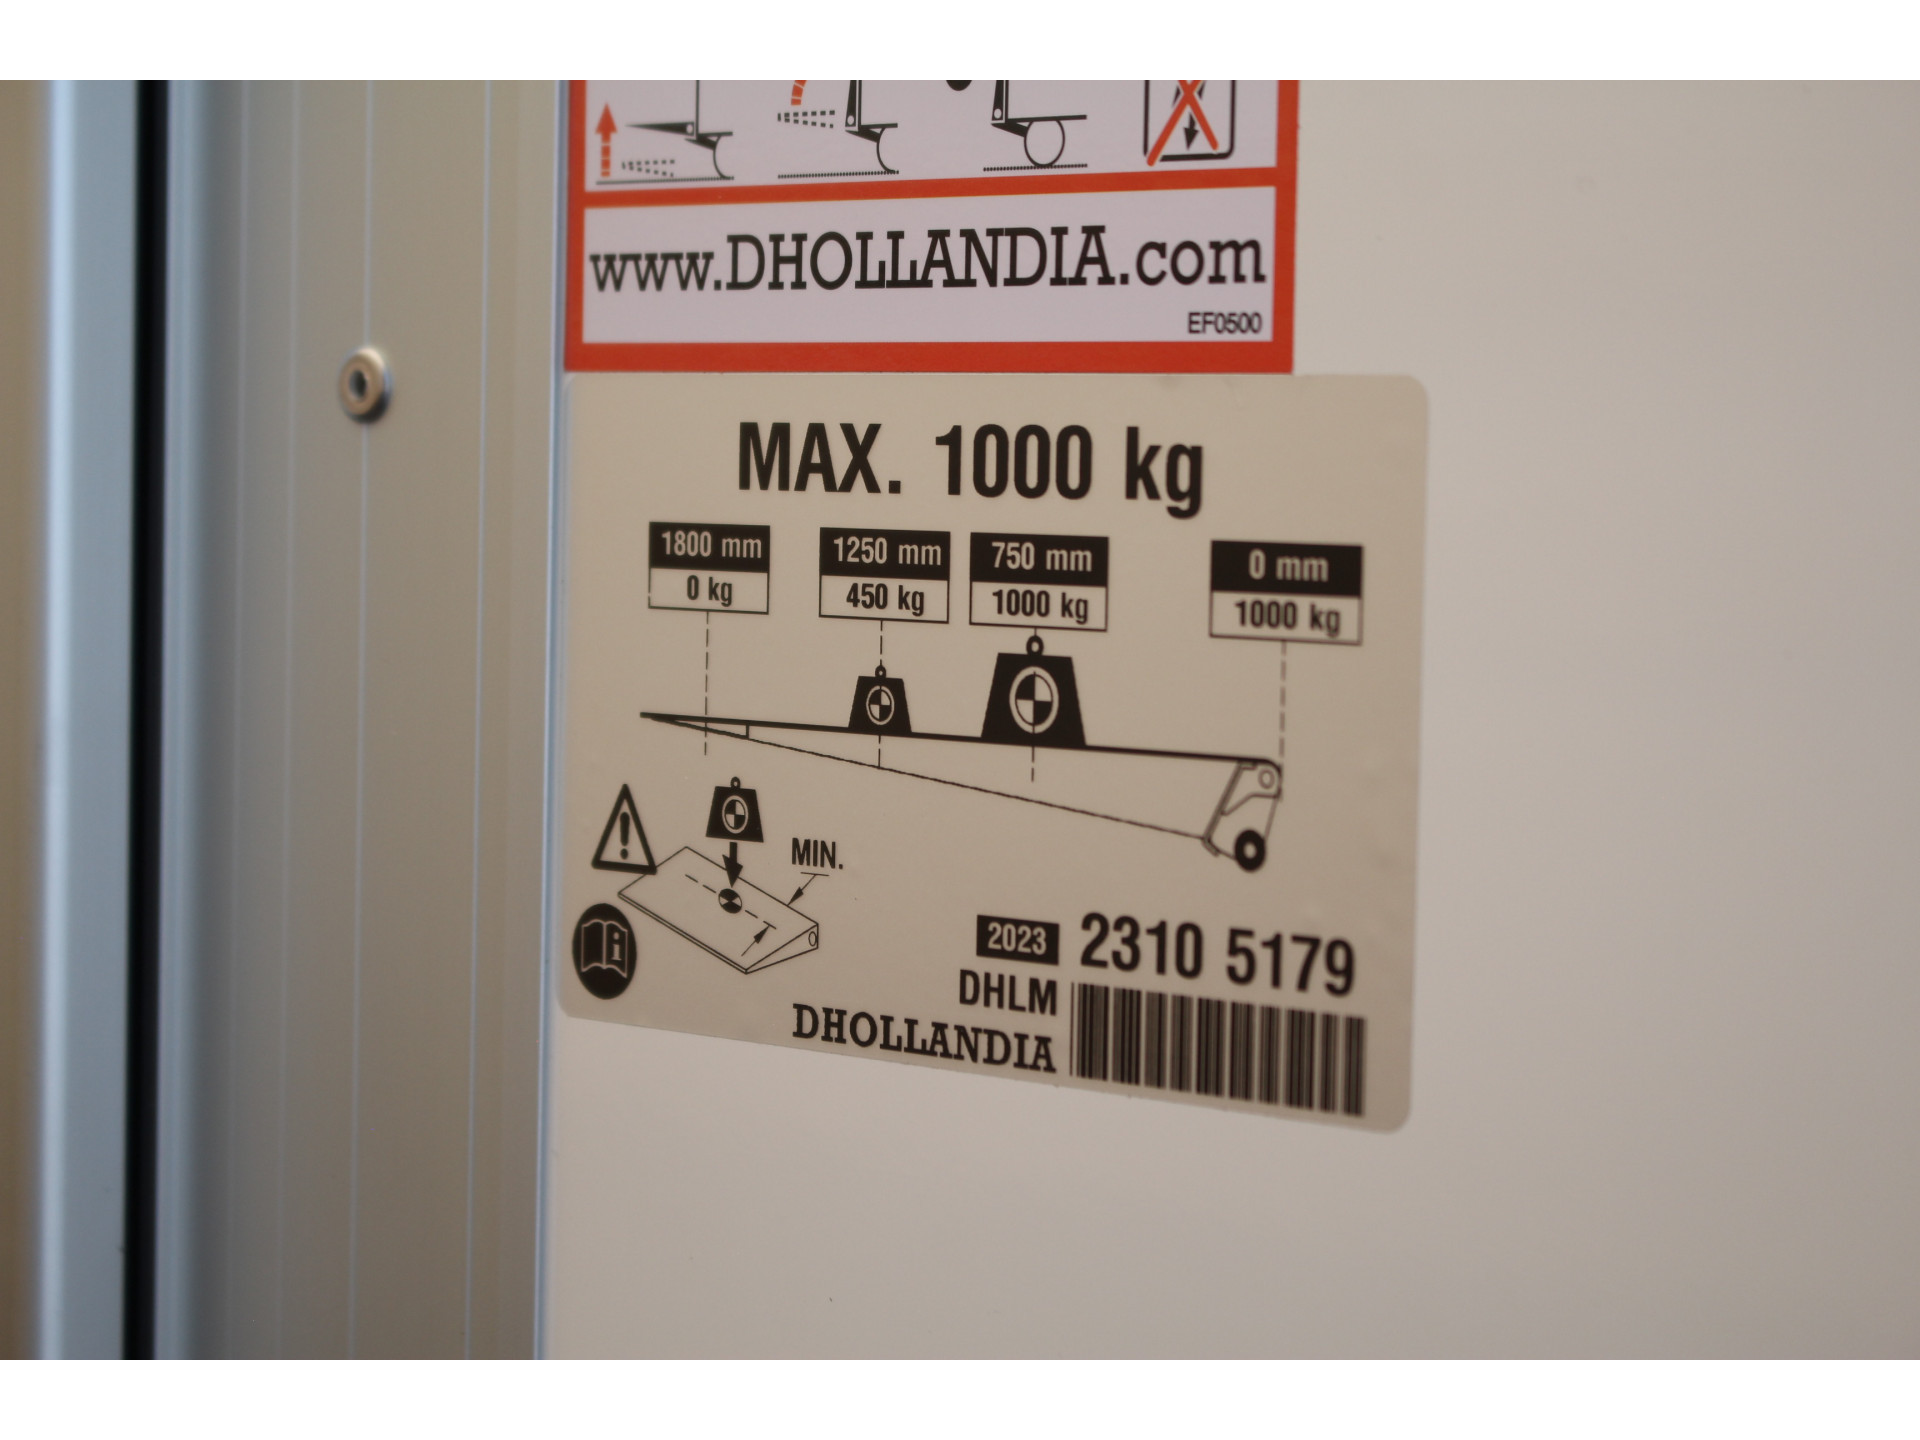 www.DHOLLANDIA.com
EF0500
MAX. 1000 kg
1800 mm 1250 mm 750 mm 0 mm
0 kg 450 kg 1000 kg 1000 kg
MIN.
2023 2310 5179
DHLM
DHOLLANDIA